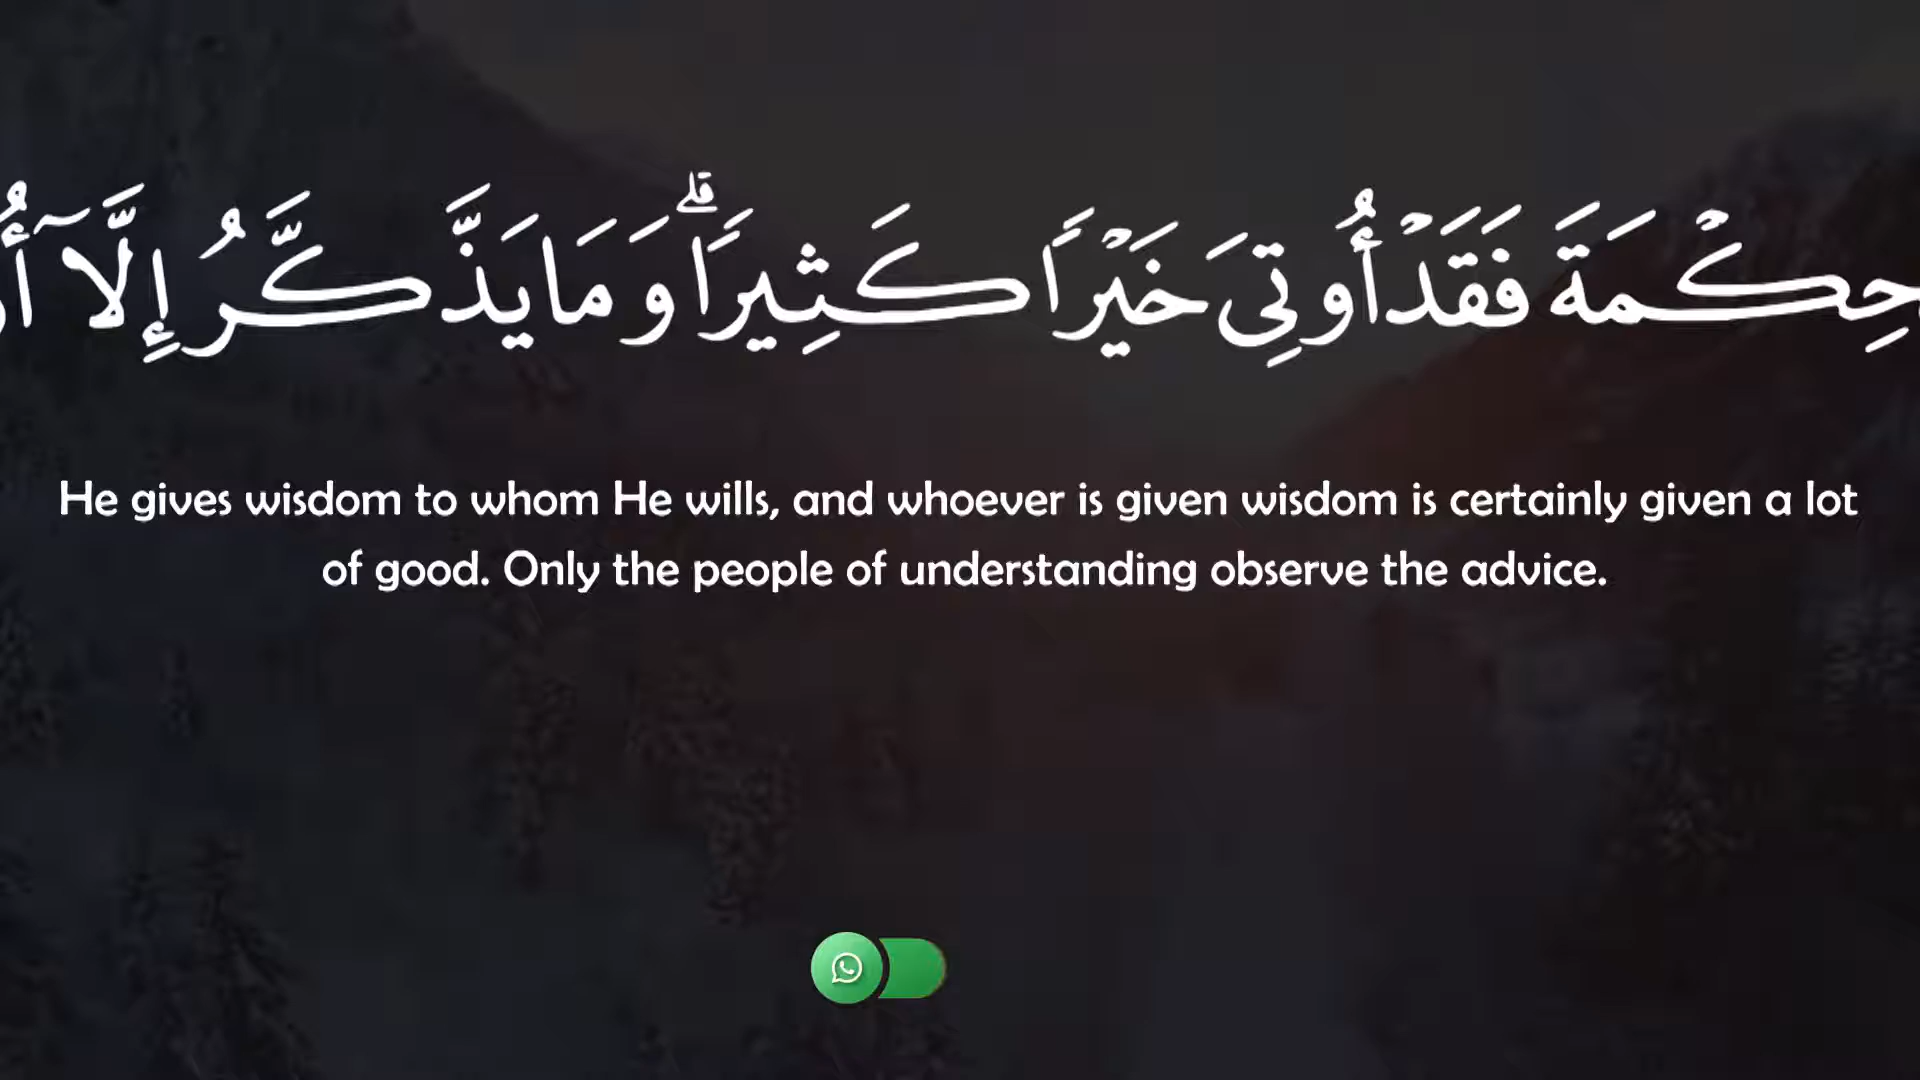 حِكْمَةَ فَقَدْ أُوتِىَ خَيْرًا كَثِيرًا ۗ وَمَا يَذَّكَّرُ إِلَّآ
He gives wisdom to whom He wills, and whoever is given wisdom is certainly given a lot
of good. Only the people of understanding observe the advice.